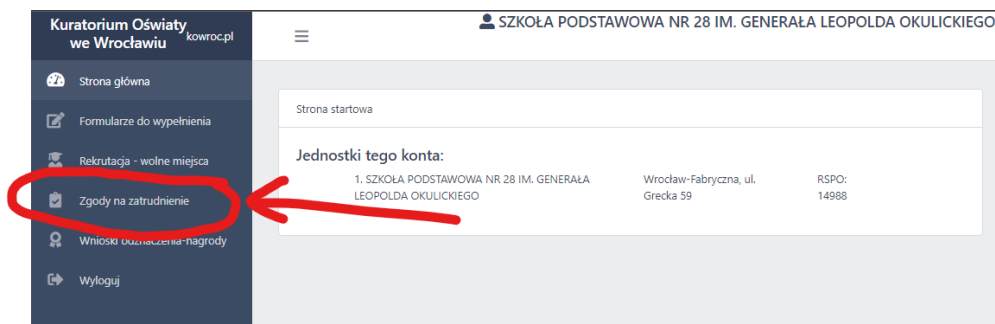 Kuratorium Oświaty
we Wrocławiu kowroc.pl
SZKOŁA PODSTAWOWA NR 28 IM. GENERAŁA LEOPOLDA OKULICKIEGO
Strona główna
Formularze do wypełnienia
Rekrutacja - wolne miejsca
Zgody na zatrudnienie
Wnioski odznaczenia-nagrody
Wyloguj
Strona startowa
Jednostki tego konta:
1. SZKOŁA PODSTAWOWA NR 28 IM. GENERAŁA Wrocław-Fabryczna, ul. RSPO:
LEOPOLDA OKULICKIEGO Grecka 59 14988